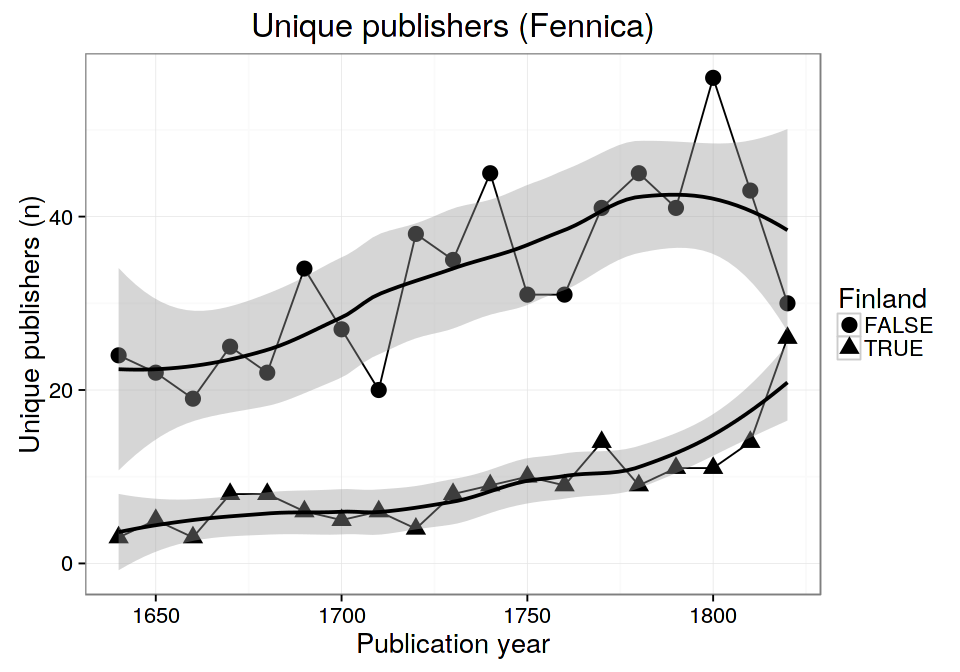 Unique publishers (Fennica)
Unique publishers (n)
40
20
0
1650
1700
1750
1800
Publication year
Finland
FALSE
TRUE